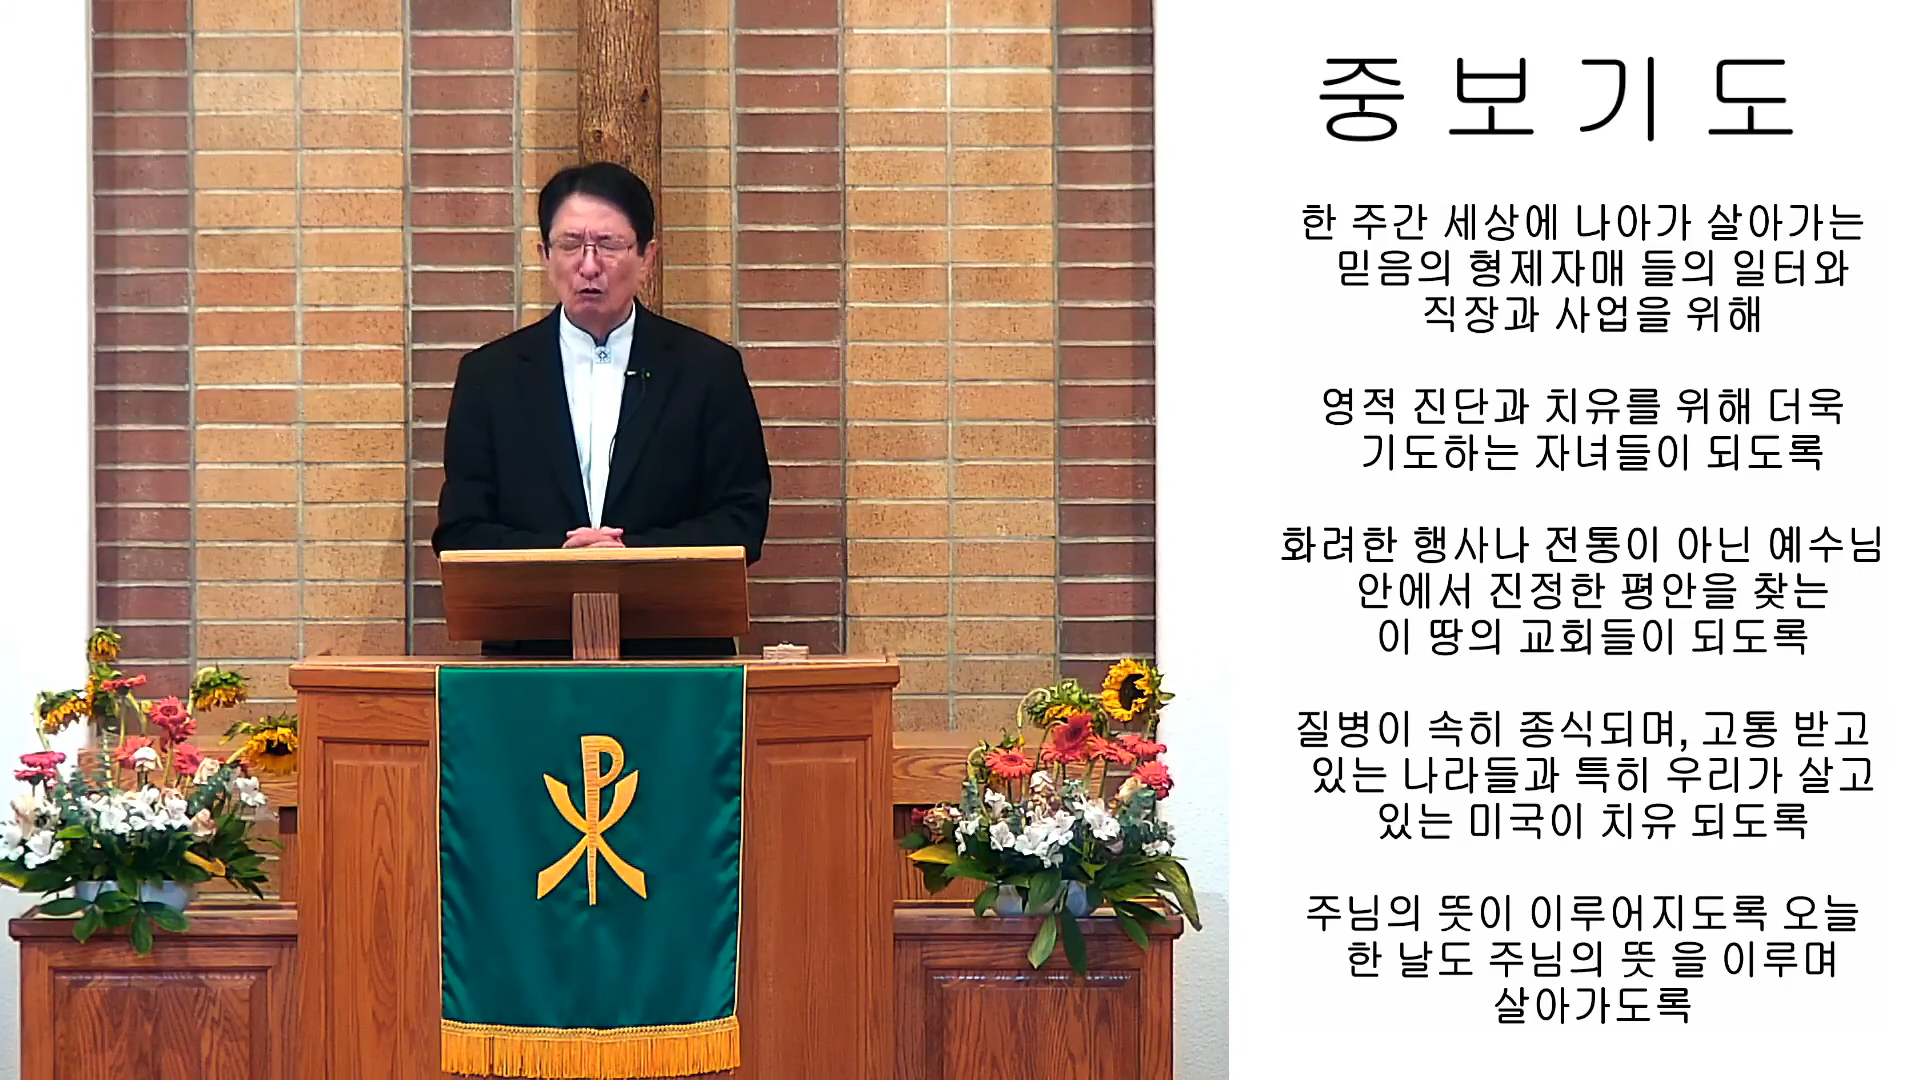 중 보 기 도
한 주간 세상에 나아가 살아가는
믿음의 형제자매 들의 일터와
직장과 사업을 위해
영적 진단과 치유를 위해 더욱
기도하는 자녀들이 되도록
화려한 행사나 전통이 아닌 예수님
안에서 진정한 평안을 찾는
이 땅의 교회들이 되도록
질병이 속히 종식되며, 고통 받고
있는 나라들과 특히 우리가 살고
있는 미국이 치유 되도록
주님의 뜻이 이루어지도록 오늘
한 날도 주님의 뜻 을 이루며
살아가도록